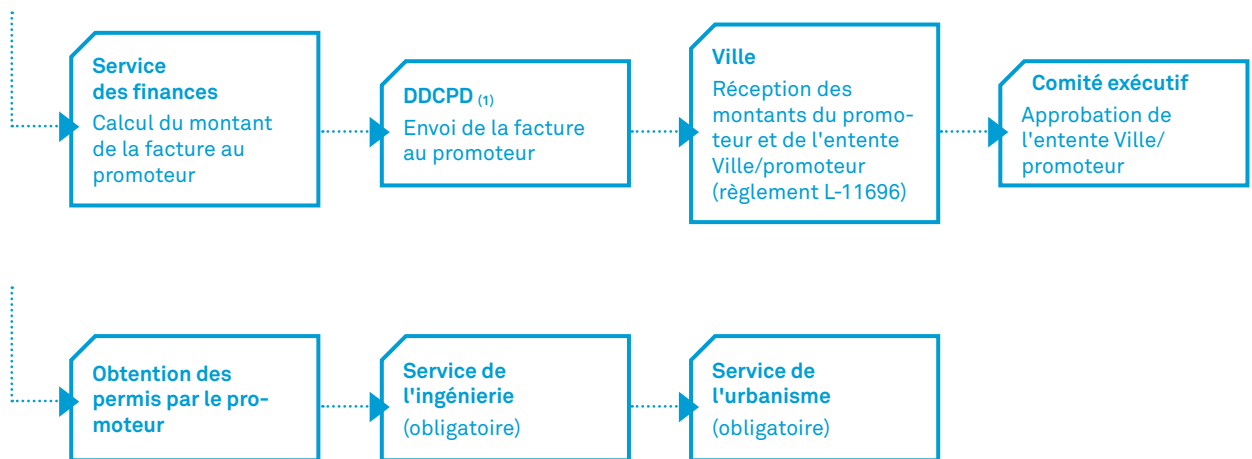 Service
des finances
Calcul du montant
de la facture au
promoteur
DDCPD (1)
Envoi de la facture
au promoteur
Ville
Réception des
montants du promo-
teur et de l'entente
Ville/promoteur
(règlement L-11696)
Comité exécutif
Approbation de
l'entente Ville/
promoteur
Obtention des
permis par le pro-
moteur
Service de
l'ingénierie
(obligatoire)
Service de
l'urbanisme
(obligatoire)